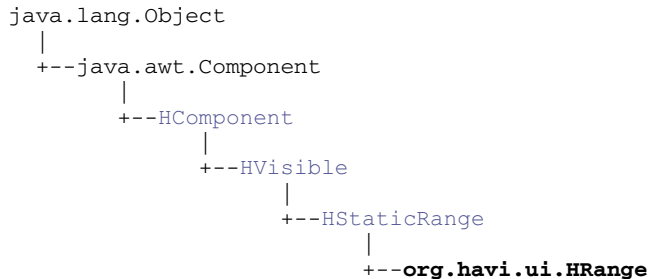 java.lang.Object
|
+--java.awt.Component
|
+--HComponent
|
+--HVisible
|
+--HStaticRange
|
+--org.havi.ui.HRange